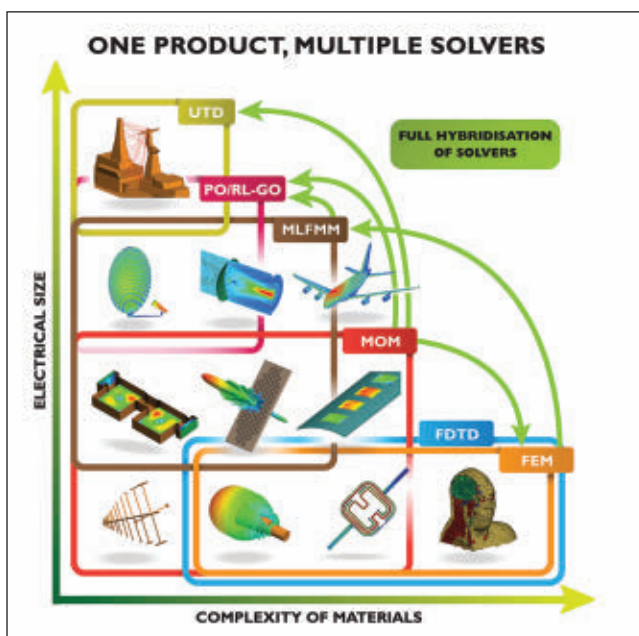 ONE PRODUCT, MULTIPLE SOLVERS
UTD
FULL HYBRIDISATION
OF SOLVERS
PO/RL-GO
MLFMM
MOM
FDTD
FEM
ELECTRICAL SIZE
COMPLEXITY OF MATERIALS